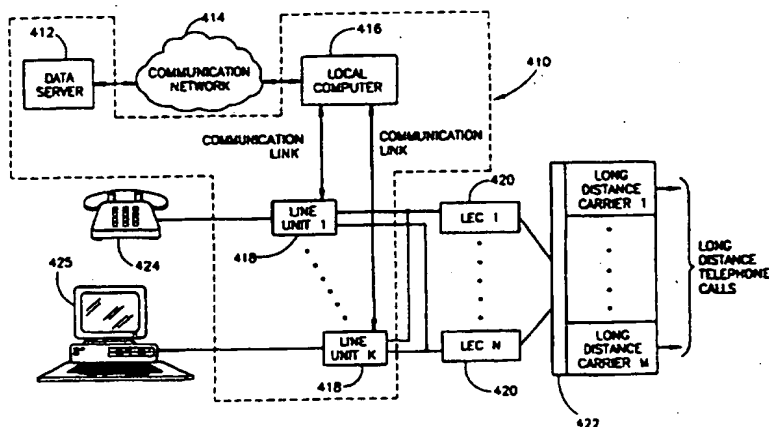 412
414
416
DATA
SERVER
COMMUNICATION
NETWORK
LOCAL
COMPUTER
410
COMMUNICATION
LINK
COMMUNICATION
LINK
424
LINE
UNIT 1
418
420
LEC 1
LONG
DISTANCE
CARRIER 1
LONG
DISTANCE
TELEPHONE
CALLS
425
LINE
UNIT K
418
LEC N
420
LONG
DISTANCE
CARRIER M
422